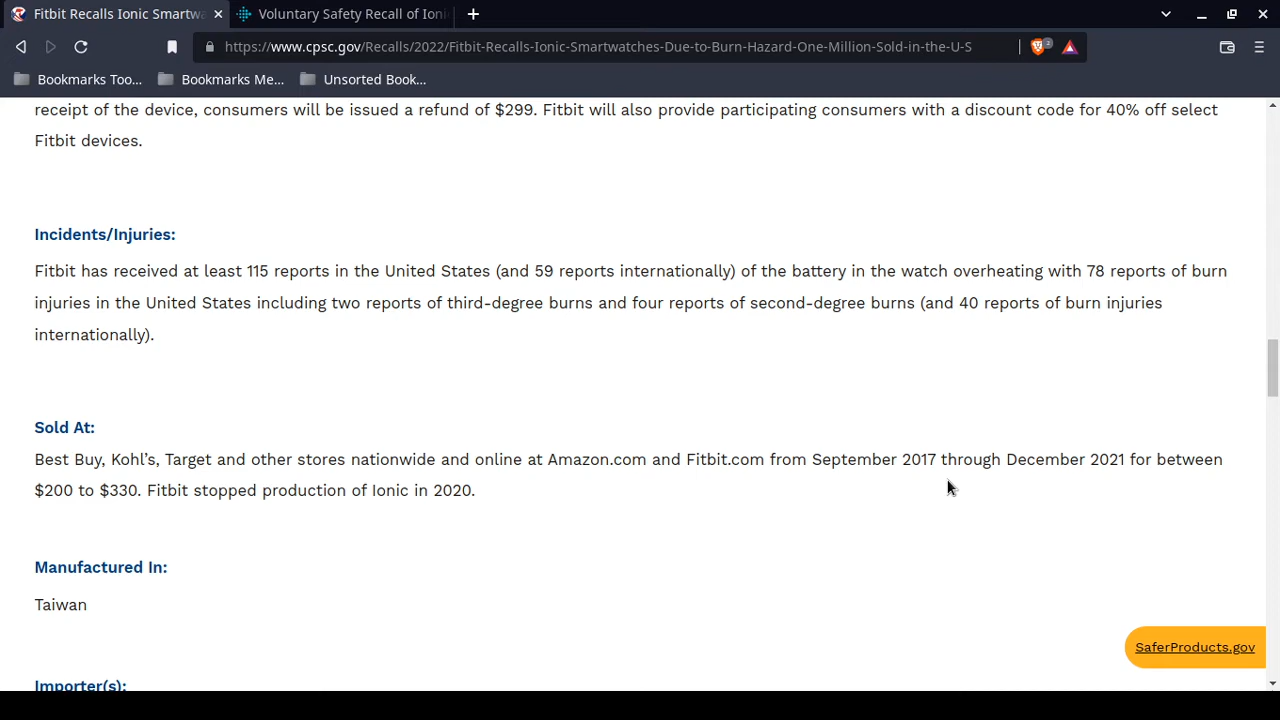 Fitbit Recalls Ionic Smartwa
Voluntary Safety Recall of Ioni
https://www.cpsc.gov/Recalls/2022/Fitbit-Recalls-Ionic-Smartwatches-Due-to-Burn-Hazard-One-Million-Sold-in-the-U-S
2
Bookmarks Too...
Bookmarks Me...
Unsorted Book...
receipt of the device, consumers will be issued a refund of $299. Fitbit will also provide participating consumers with a discount code for 40% off select
Fitbit devices.
Incidents/Injuries:
Fitbit has received at least 115 reports in the United States (and 59 reports internationally) of the battery in the watch overheating with 78 reports of burn
injuries in the United States including two reports of third-degree burns and four reports of second-degree burns (and 40 reports of burn injuries
internationally).
Sold At:
Best Buy, Kohl’s, Target and other stores nationwide and online at Amazon.com and Fitbit.com from September 2017 through December 2021 for between
$200 to $330. Fitbit stopped production of Ionic in 2020.
Manufactured In:
Taiwan
SaferProducts.gov
Importer(s):